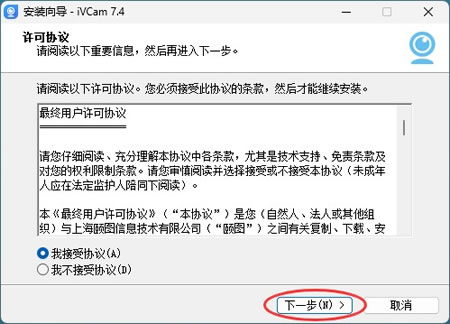 安装向导 - iVCam 7.4
许可协议
请阅读以下重要信息，然后再进入下一步。
请阅读以下许可协议。您必须接受此协议的条款，然后才能继续安装。
最终用户许可协议
═══════════════
请您仔细阅读、充分理解本协议中各条款，尤其是技术支持、免责条款及
对您的权利限制条款。请您审慎阅读并选择接受或不接受本协议（未成年
人应在法定监护人陪同下阅读）。
本《最终用户许可协议》（“本协议”）是您（自然人、法人或其他组
织）与上海颐图信息技术有限公司（“颐图”）之间有关复制、下载、安
我接受协议(A)
我不接受协议(D)
下一步(N) >
取消